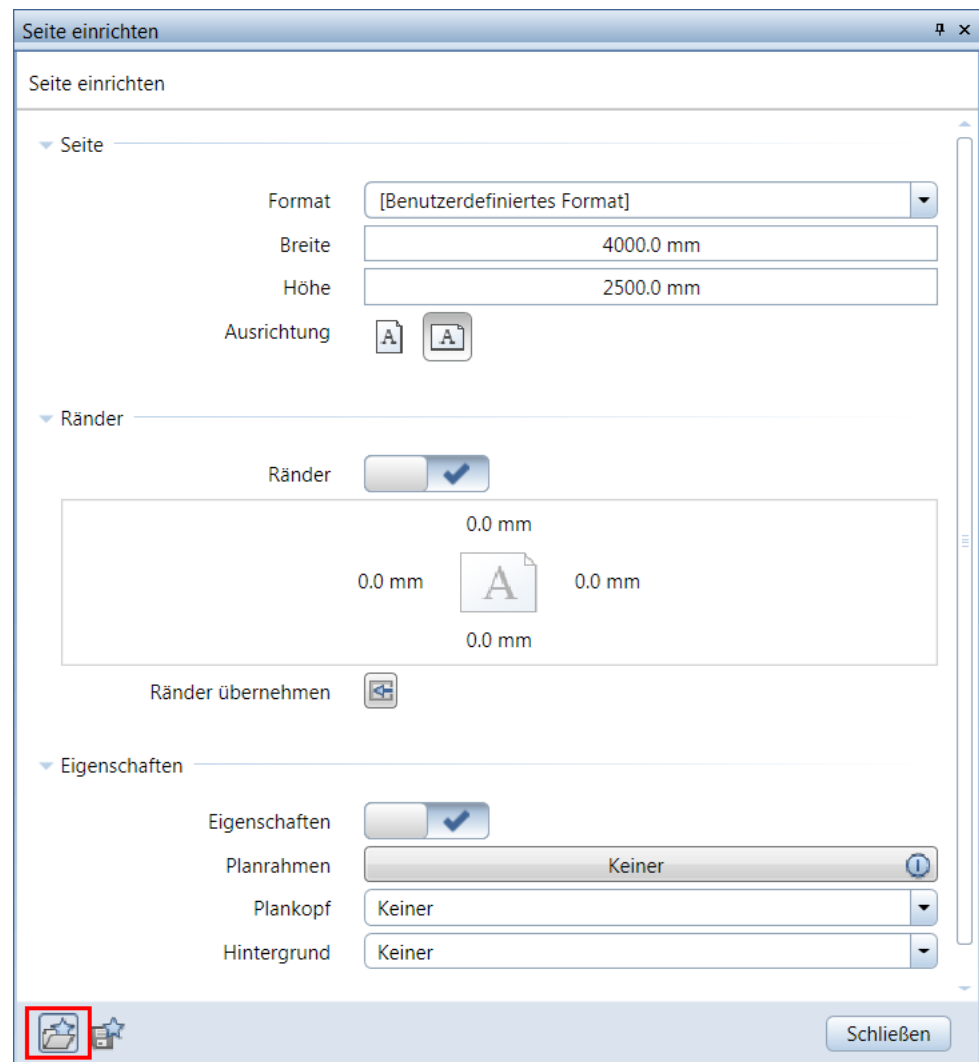 Seite einrichten
Seite einrichten
Seite
Format [Benutzerdefiniertes Format]
Breite 4000.0 mm
Höhe 2500.0 mm
Ausrichtung A A
Ränder
Ränder
0.0 mm
0.0 mm A 0.0 mm
0.0 mm
Ränder übernehmen
Eigenschaften
Eigenschaften
Planrahmen Keiner
Plankopf Keiner
Hintergrund Keiner
Schließen